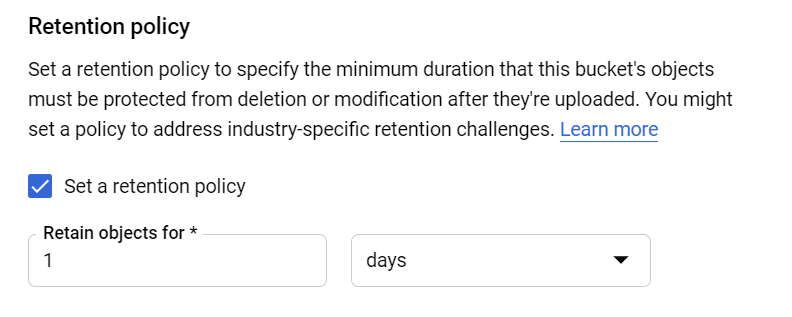 Retention policy
Set a retention policy to specify the minimum duration that this bucket's objects
must be protected from deletion or modification after they're uploaded. You might
set a policy to address industry-specific retention challenges. Learn more
Set a retention policy
Retain objects for *
1
days